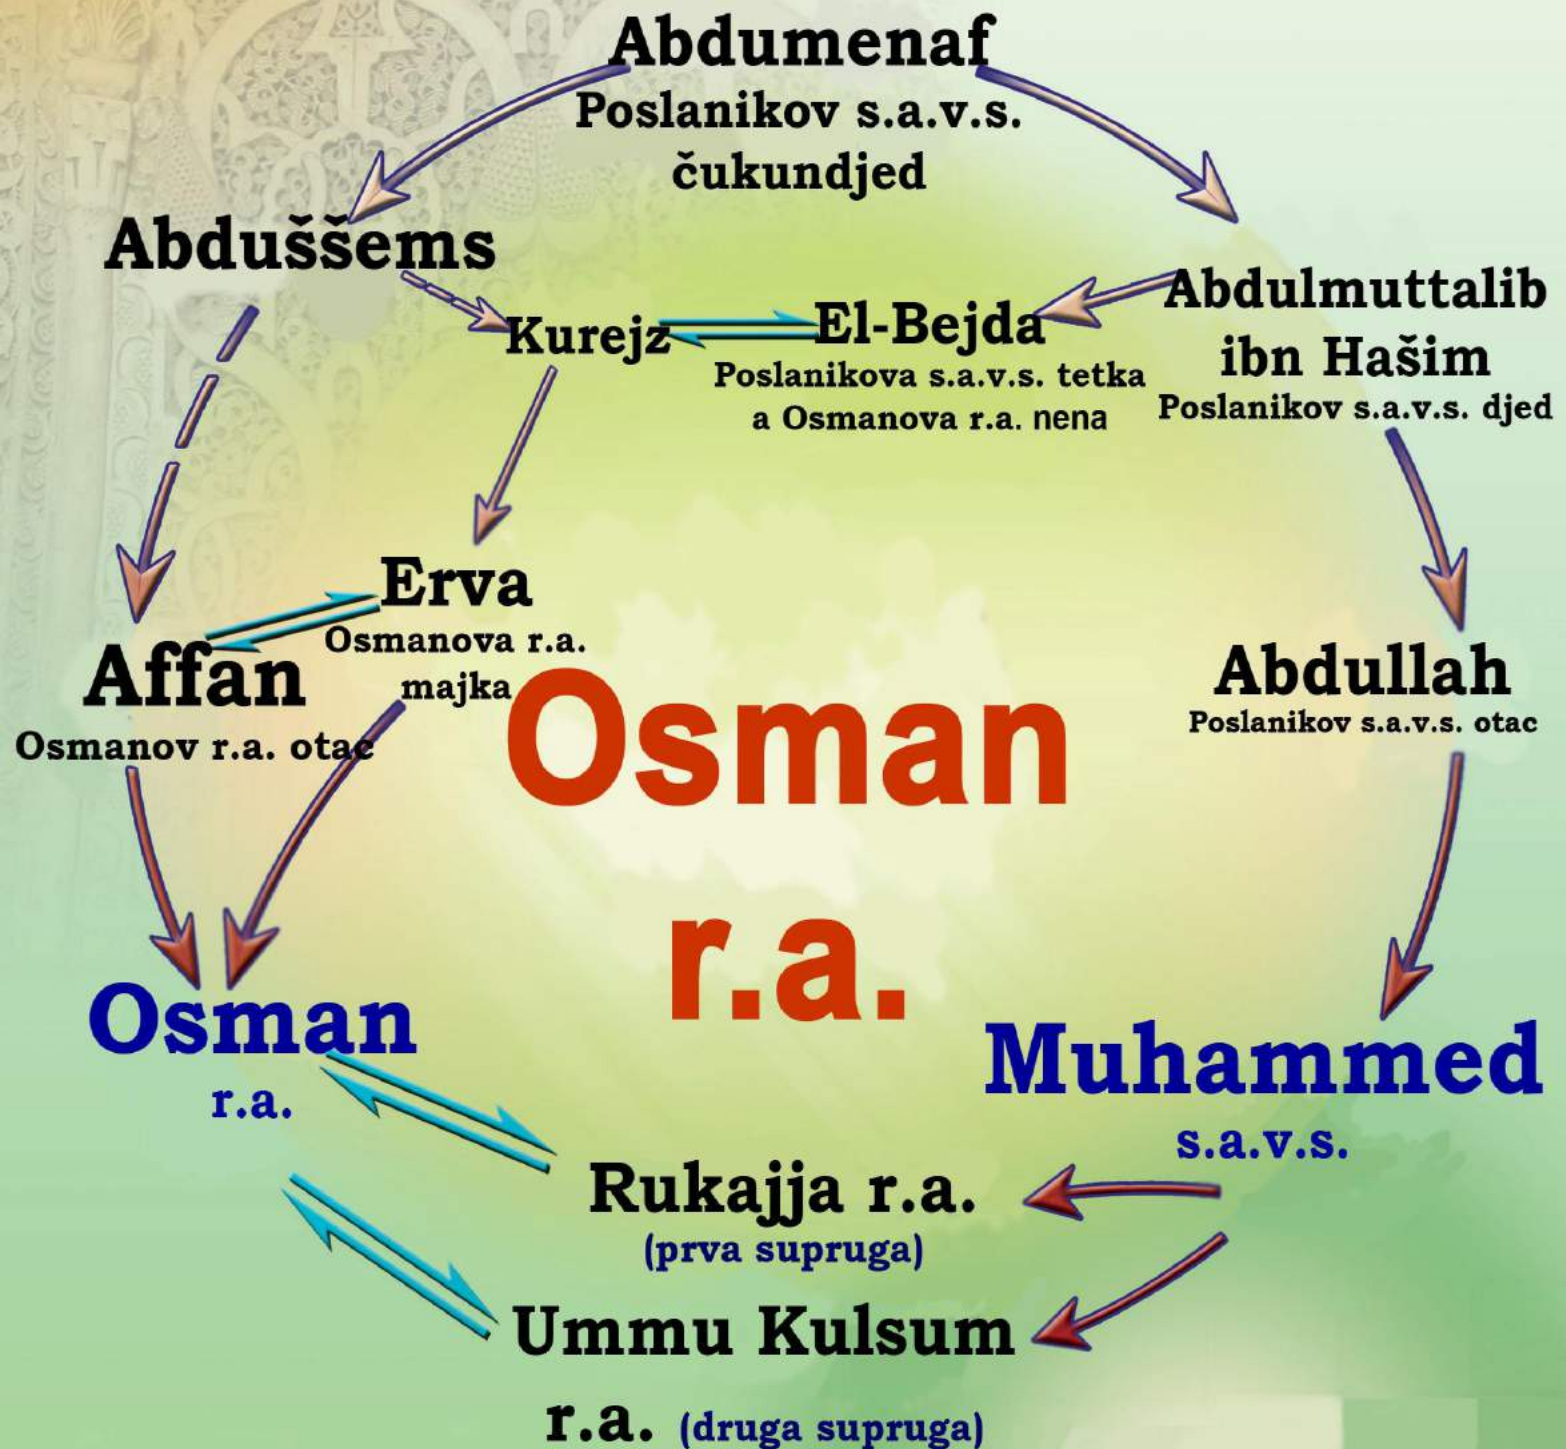 Abdumenaf
Poslanikov s.a.v.s.
čukundjed
Abduššems
Kurejz
El-Bejda
Poslanikova s.a.v.s. tetka
a Osmanova r.a. nena
Abdulmuttalib
ibn Hašim
Poslanikov s.a.v.s. djed
Erva
Osmanova r.a.
majka
Affan
Osmanov r.a. otac
Abdullah
Poslanikov s.a.v.s. otac
Osman
r.a.
Osman
r.a.
Muhammed
s.a.v.s.
Rukajja r.a.
(prva supruga)
Ummu Kulsum
r.a. (druga supruga)